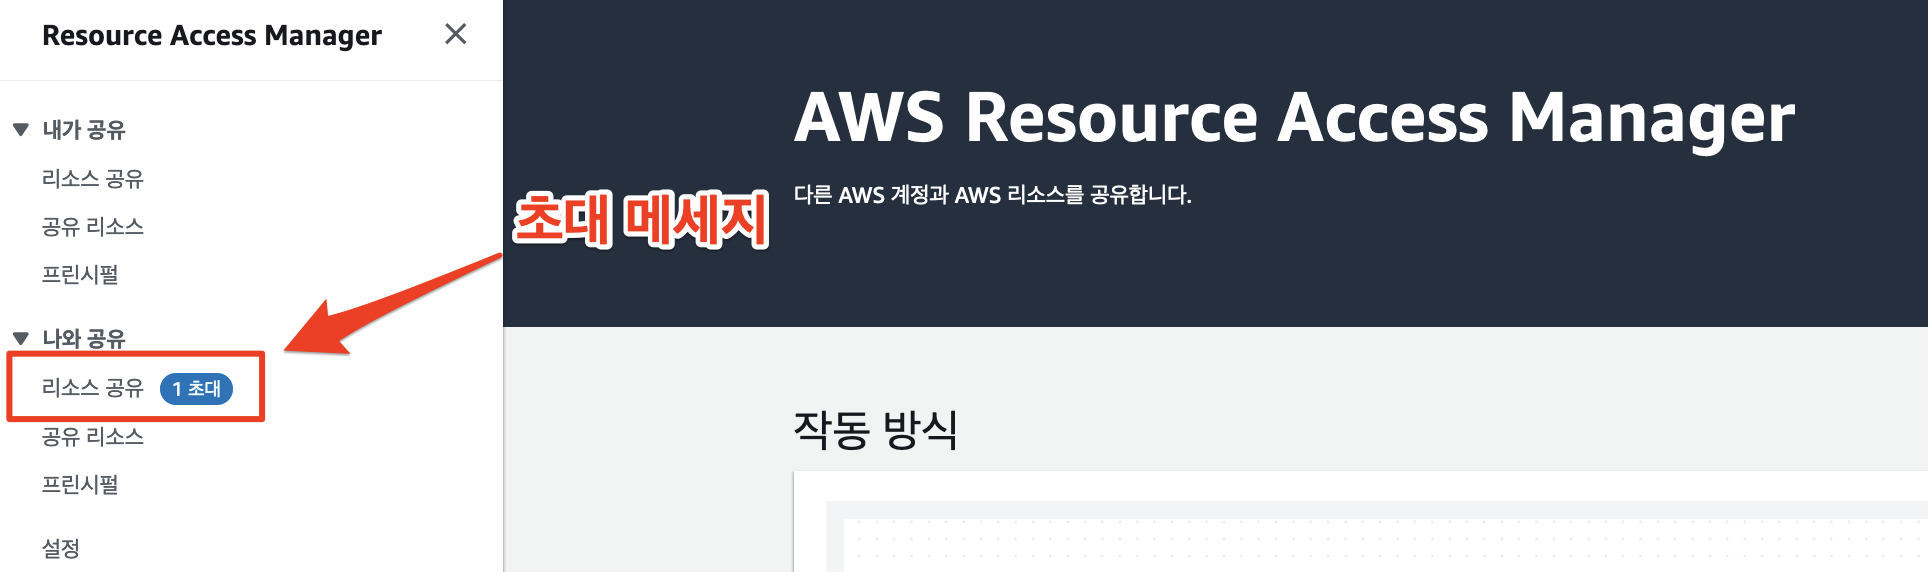 Resource Access Manager
내가 공유
리소스 공유
공유 리소스
프린시펄
나와 공유
리소스 공유 1 초대
공유 리소스
프린시펄
설정
AWS Resource Access Manager
다른 AWS 계정과 AWS 리소스를 공유합니다.
초대 메세지
작동 방식